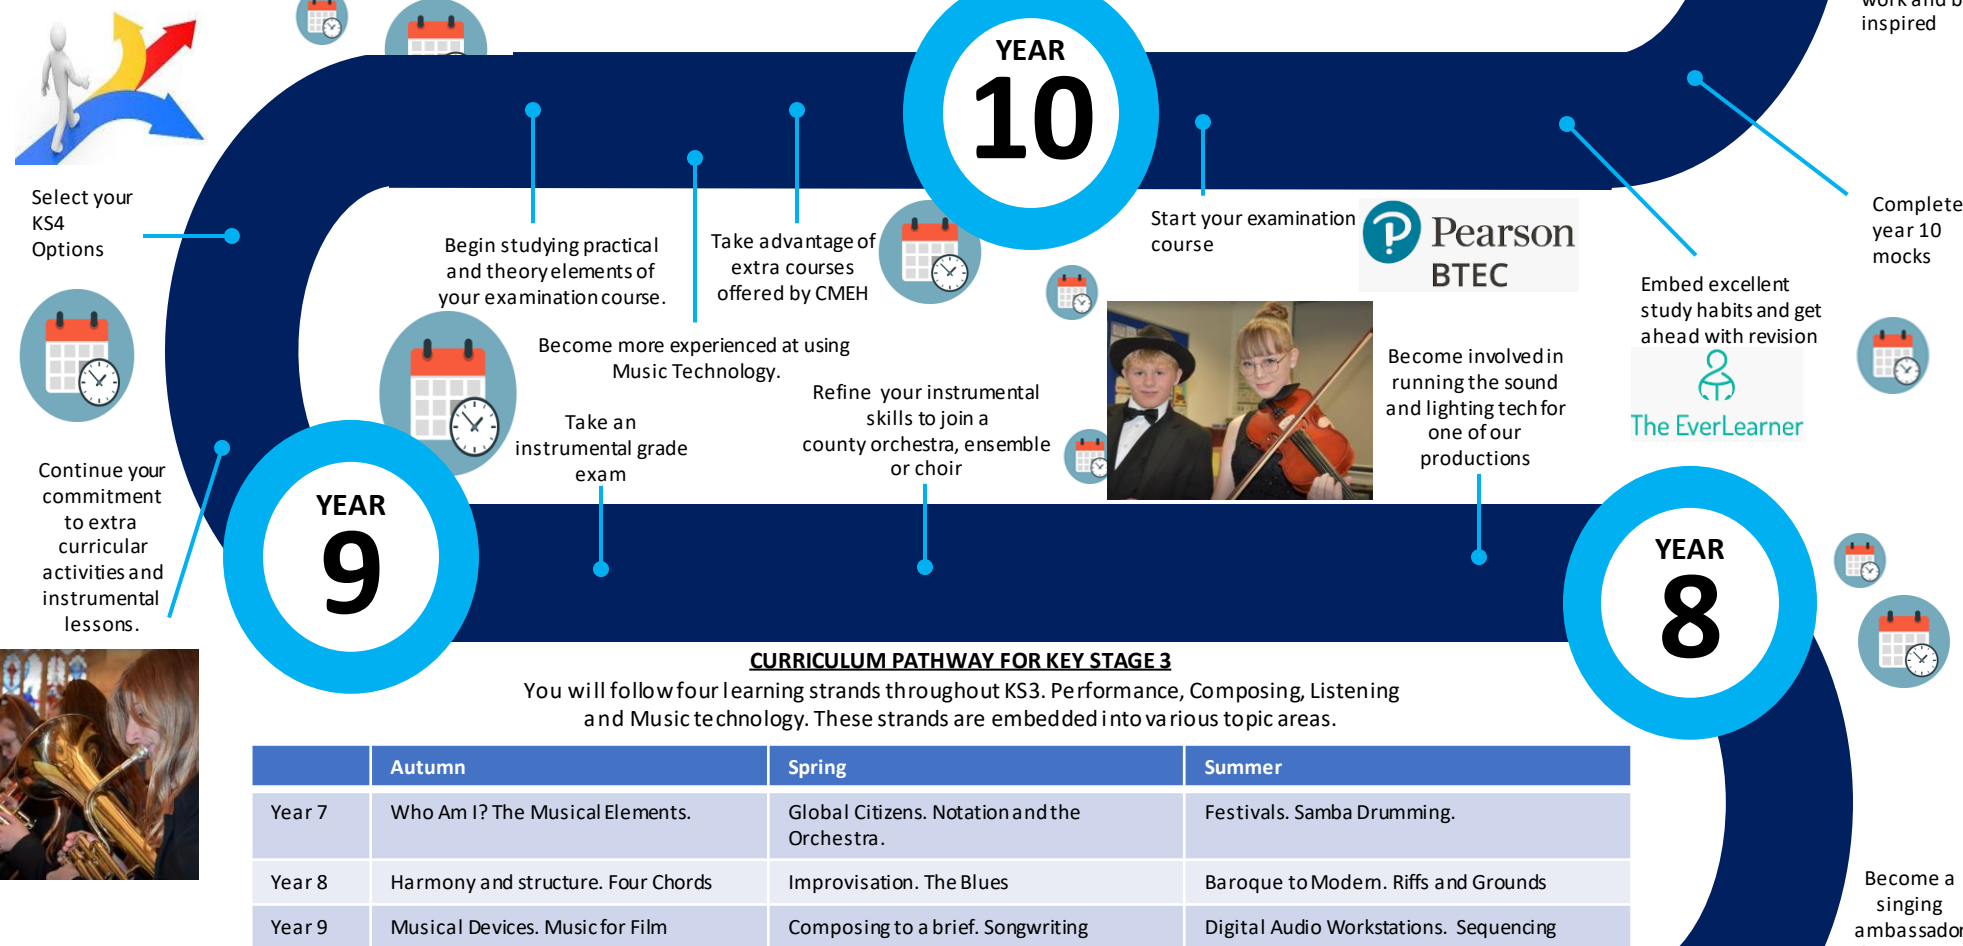 inspired
YEAR
10
Select your
KS4
Options
Begin studying practical
and theory elements of
your examination course.
Take advantage of
extra courses
offered by CMEH
Start your examination
course
Pearson
BTEC
Complete
year 10
mocks
Embed excellent
study habits and get
ahead with revision
The EverLearner
Become more experienced at using
Music Technology.
Become involved in
running the sound
and lighting tech for
one of our
productions
Refine your instrumental
skills to join a
county orchestra, ensemble
or choir
Take an
instrumental grade
exam
Continue your
commitment
to extra
curricular
activities and
instrumental
lessons.
YEAR
9
YEAR
8
CURRICULUM PATHWAY FOR KEY STAGE 3
You will follow four learning strands throughout KS3. Performance, Composing, Listening
and Music technology. These strands are embedded into various topic areas.
Autumn Spring Summer
Year 7 Who Am I? The Musical Elements. Global Citizens. Notation and the Festivals. Samba Drumming.
Orchestra.
Year 8 Harmony and structure. Four Chords Improvisation. The Blues Baroque to Modern. Riffs and Grounds
Year 9 Musical Devices. Music for Film Composing to a brief. Songwriting Digital Audio Workstations. Sequencing
Become a
singing
ambassador